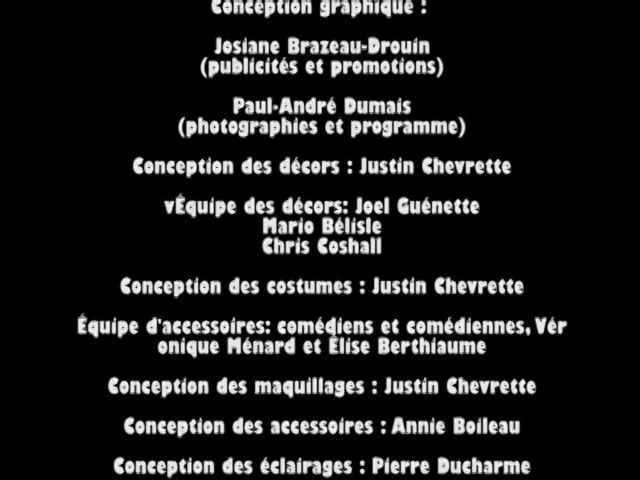 Conception graphique :
Josiane Brazeau-Drouin
(publicités et promotions)
Paul-André Dumais
(photographies et programme)
Conception des décors : Justin Chevrette
vÉquipe des décors: Joel Guénette
Mario Bélisle
Chris Coshall
Conception des costumes : Justin Chevrette
Équipe d'accessoires: comédiens et comédiennes, Vér
onique Ménard et Élise Berthiaume
Conception des maquillages : Justin Chevrette
Conception des accessoires : Annie Boileau
Conception des éclairages : Pierre Ducharme